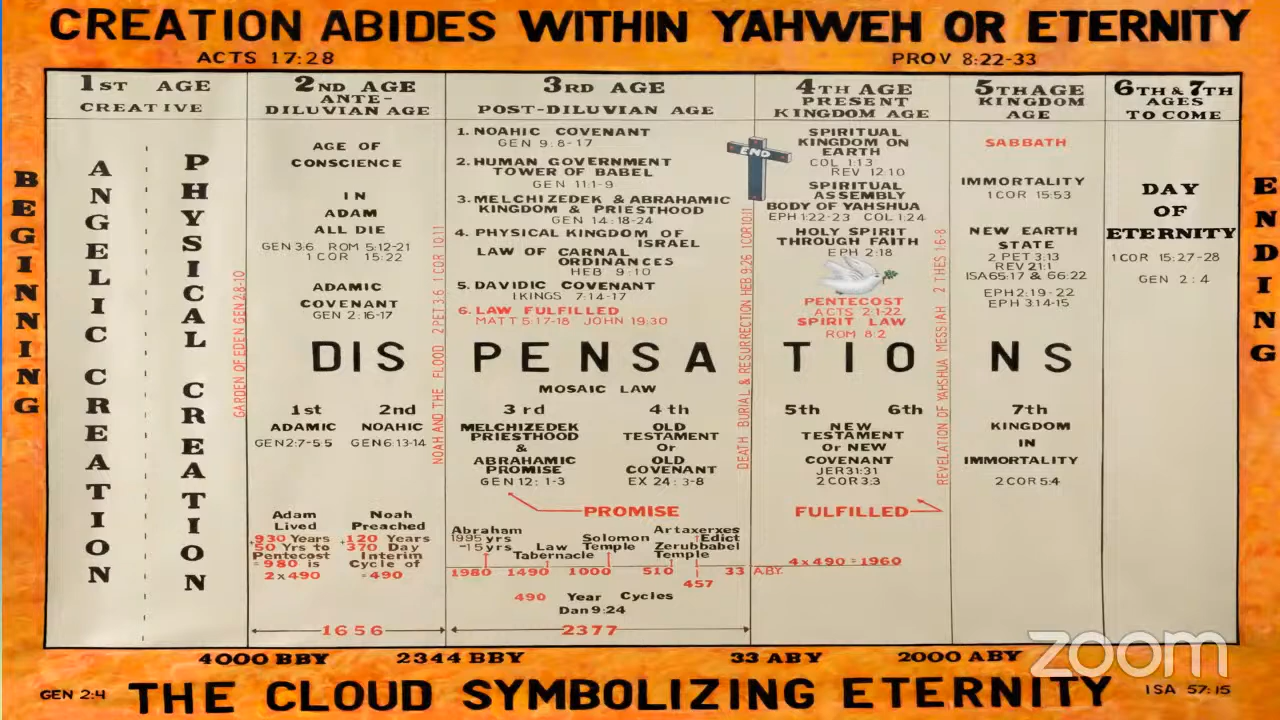 CREATION ABIDES WITHIN YAHWEH OR ETERNITY
ACTS 17:28
PROV 8:22-33
BEGINNING
1ST AGE
CREATIVE
ANGELIC CREATION
PHYSICAL CREATION
GARDEN OF EDEN GEN 2:8-10
2ND AGE
ANTE-
DILUVIAN AGE
AGE OF
CONSCIENCE
IN
ADAM
ALL DIE
GEN 3:6 ROM 5:12-21
1 COR 15:22
ADAMIC
COVENANT
GEN 2:16-17
NOAH AND THE FLOOD 2 PET 3:6 1 COR 10:11
3RD AGE
POST-DILUVIAN AGE
1. NOAHIC COVENANT
GEN 9:8-17
2. HUMAN GOVERNMENT
TOWER OF BABEL
GEN 11:1-9
3. MELCHIZEDEK & ABRAHAMIC
KINGDOM & PRIESTHOOD
GEN 14:18-24
4. PHYSICAL KINGDOM OF
ISRAEL
LAW OF CARNAL
ORDINANCES
HEB 9:10
5. DAVIDIC COVENANT
1 KINGS 7:14-17
6. LAW FULFILLED
MATT 5:17-18 JOHN 19:30
END
DEATH BURIAL & RESURRECTION HEB 9:26 1 COR 10:11
4TH AGE
PRESENT
KINGDOM AGE
SPIRITUAL
KINGDOM ON
EARTH
COL 1:13
REV 12:10
SPIRITUAL
ASSEMBLY
BODY OF YAHSHUA
EPH 1:22-23 COL 1:24
HOLY SPIRIT
THROUGH FAITH
EPH 2:18
PENTECOST
ACTS 2:1-22
SPIRIT LAW
ROM 8:2
REVELATION OF YAHSHUA MESSIAH 2 THES 1:6-8
5TH AGE
KINGDOM
AGE
SABBATH
IMMORTALITY
1 COR 15:53
NEW EARTH
STATE
2 PET 3:13
REV 21:1
ISA 65:17 & 66:22
EPH 2:19-22
EPH 3:14-15
6TH & 7TH
AGES
TO COME
DAY
OF
ETERNITY
1 COR 15:27-28
GEN 2:4
ENDING
DISPENSATIONS
MOSAIC LAW
1st
ADAMIC
GEN 2:7-5 5
2nd
NOAHIC
GEN 6:13-14
3rd
MELCHIZEDEK
PRIESTHOOD
&
ABRAHAMIC
PROMISE
GEN 12:1-3
4th
OLD
TESTAMENT
Or
OLD
COVENANT
EX 24:3-8
5th 6th
NEW
TESTAMENT
Or NEW
COVENANT
JER 31:31
2 COR 3:3
7th
KINGDOM
IN
IMMORTALITY
2 COR 5:4
PROMISE
FULFILLED
Adam
Lived
+930 Years
50 Yrs to
Pentecost
=980 is
2x490
Noah
Preached
+120 Years
370 Day
Interim
Cycle of
=490
Abraham
1995 yrs
-15 yrs
Law
Tabernacle
Solomon
Temple
Artaxerxes
Edict
Zerubbabel
Temple
1980 1490 1000 510 33 ABY.
457
490 Year Cycles
Dan 9:24
4x490 = 1960
1656
2377
4000 BBY
2344 BBY
33 ABY
2000 ABY
zoom
GEN 2:4
THE CLOUD SYMBOLIZING ETERNITY
ISA 57:15